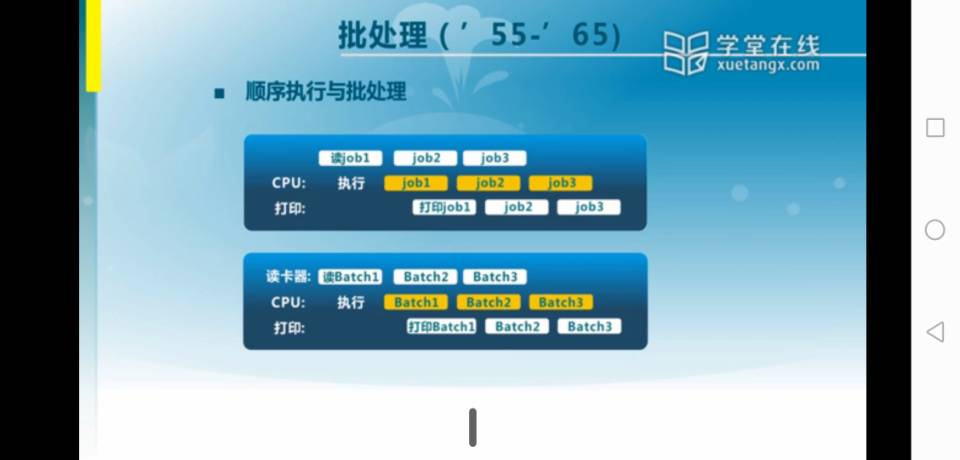 批处理（’55-’65)
学堂在线
xuetangx.com
■ 顺序执行与批处理
读job1 job2 job3
CPU: 执行 job1 job2 job3
打印: 打印job1 job2 job3
读卡器: 读Batch1 Batch2 Batch3
CPU: 执行 Batch1 Batch2 Batch3
打印: 打印Batch1 Batch2 Batch3